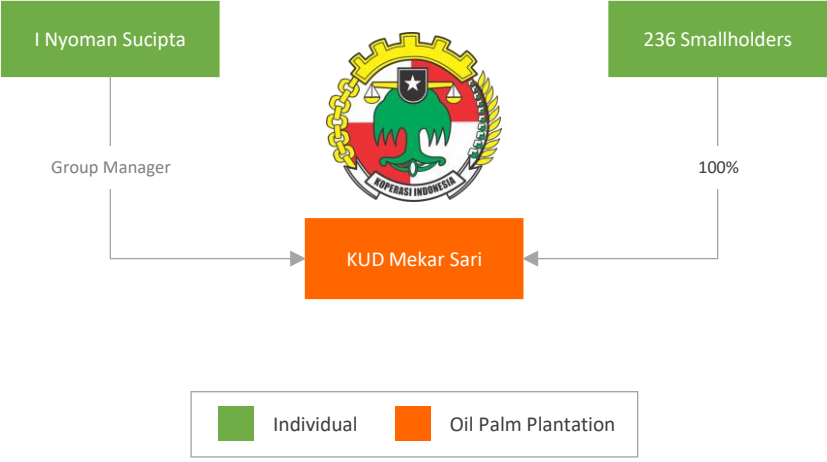 I Nyoman Sucipta
236 Smallholders
Group Manager
100%
KOPERASI INDONESIA
KUD Mekar Sari
Individual
Oil Palm Plantation